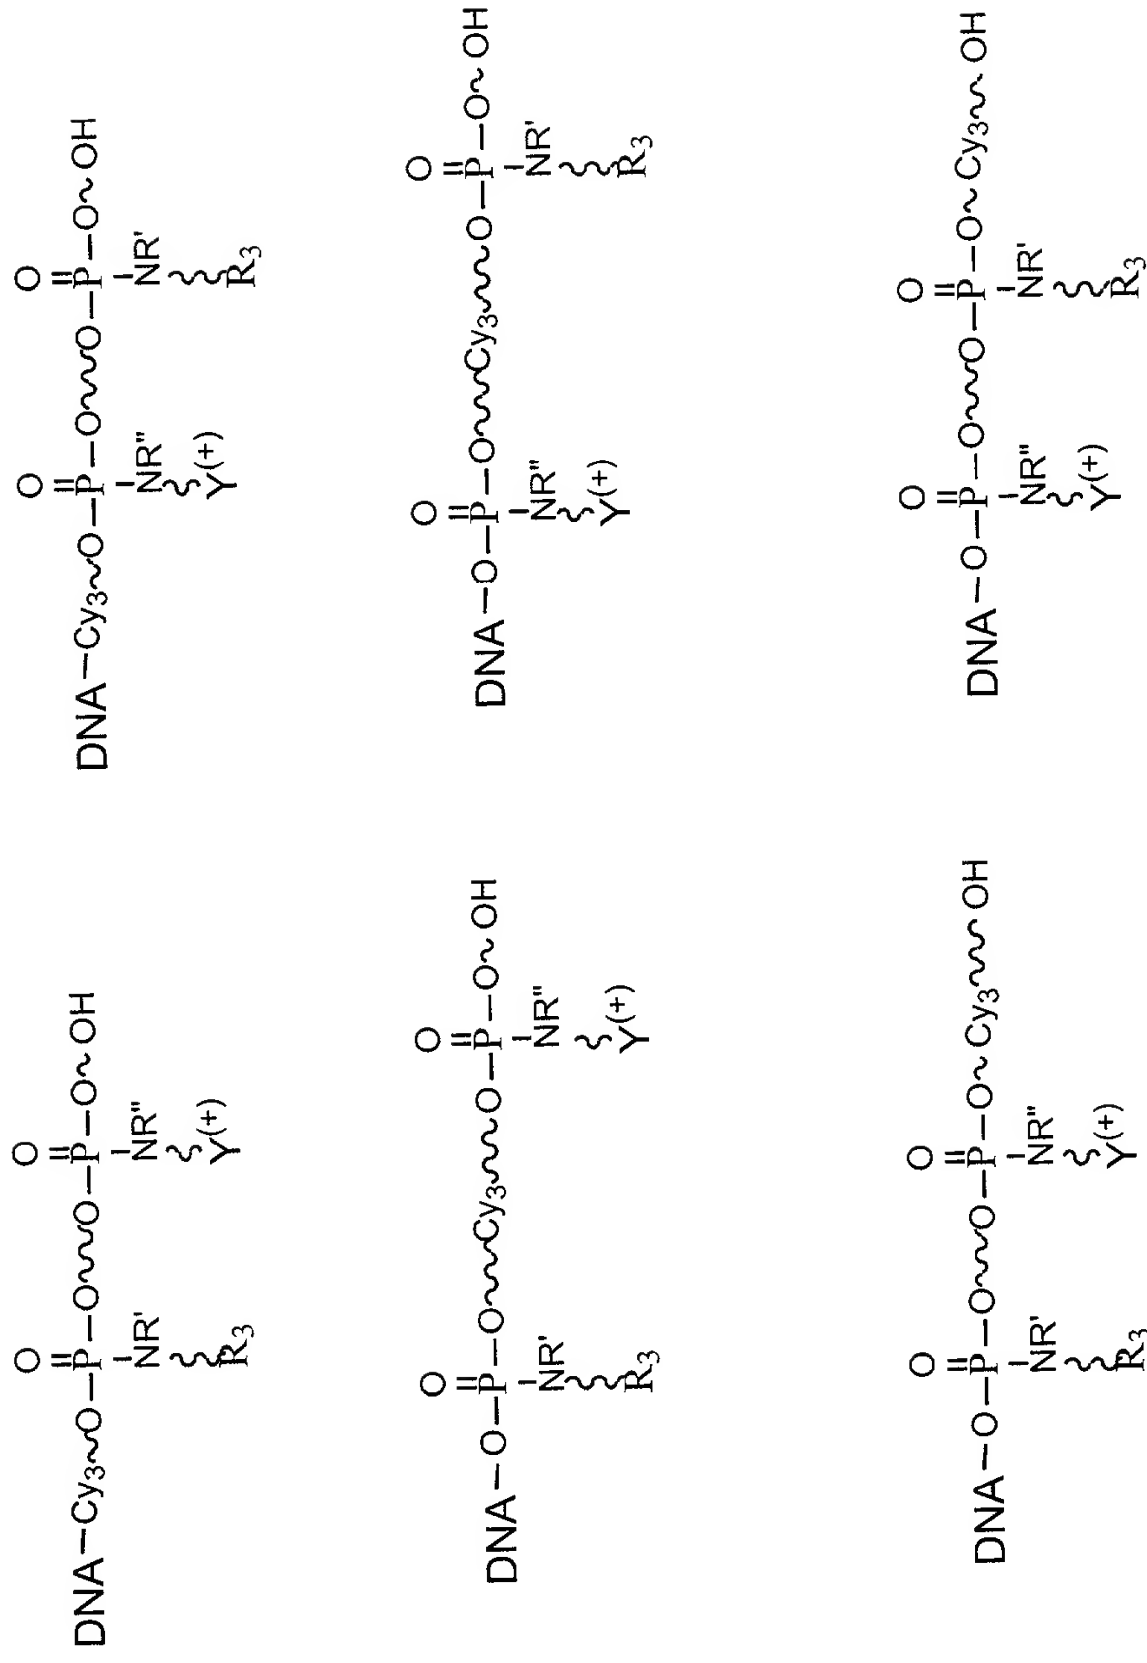 O O
DNA–Cy3~O–P–O~~O–P–O~OH
NR' NR"
R3 Y(+)
O O
DNA–Cy3~O–P–O~~O–P–O~OH
NR" NR'
Y(+) R3
O O
DNA–O–P–O~~Cy3~~O–P–O~OH
NR' NR"
R3 Y(+)
O O
DNA–O–P–O~~Cy3~~O–P–O~OH
NR" NR'
Y(+) R3
O O
DNA–O–P–O~~O–P–O~Cy3~~OH
NR' NR"
R3 Y(+)
O O
DNA–O–P–O~~O–P–O~Cy3~~OH
NR" NR'
Y(+) R3